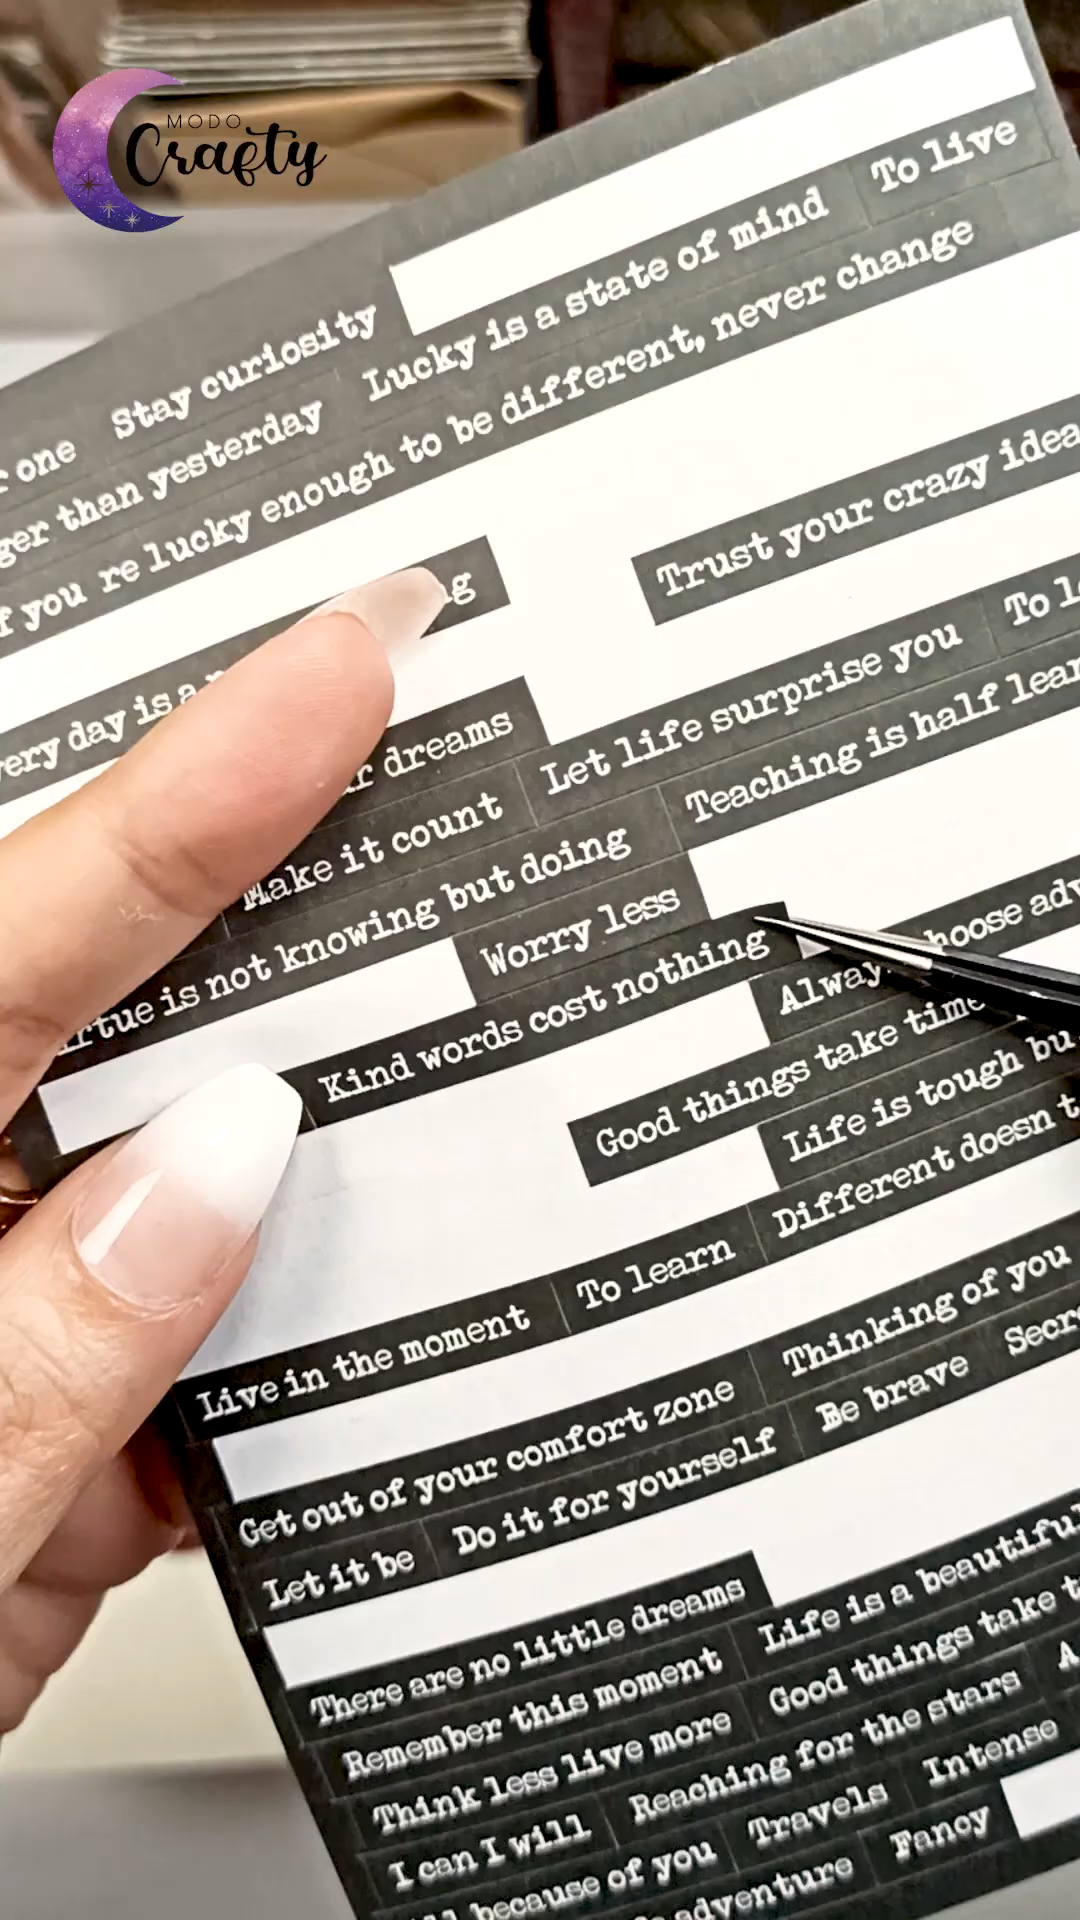 MODO
Crafty
To live
Stay curiosity
Lucky is a state of mind
one
than yesterday
you re lucky enough to be different, never change
Trust your crazy
day is a
dreams
Let life surprise you
To
Make it count
Teaching is half
is not knowing but doing
Worry less
Kind words cost nothing
Good things take time
Life is tough
Live in the moment
To learn
Different doesn
Get out of your comfort zone
Thinking of you
Let it be
Do it for yourself
Be brave
There are no little dreams
Life is a beautiful
Remember this moment
Good things take
Think less live more
Reaching for the stars
I can I will
Travels
Intense
because of you
Fancy
adventure